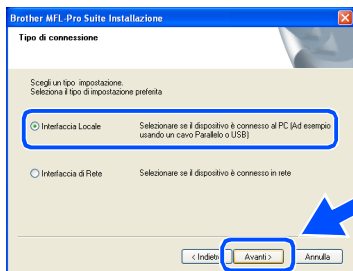 Brother MFL-Pro Suite Installazione
Tipo di connessione
Scegli un tipo impostazione.
Seleziona il tipo di impostazione preferita
Interfaccia Locale
Selezionare se il dispositivo è connesso al PC (Ad esempio
usando un cavo Parallelo o USB)
Interfaccia di Rete
Selezionare se il dispositivo è connesso in rete
< Indietro
Avanti >
Annulla